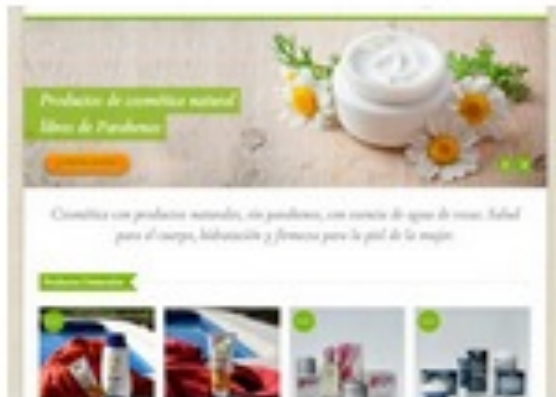 Productos de cosmética natural
libres de Parabenos
Cosmética con productos naturales, sin parabenos, con esencia de agua de rosas. Salud
para el cuerpo, hidratación y firmeza para la piel de la mujer.